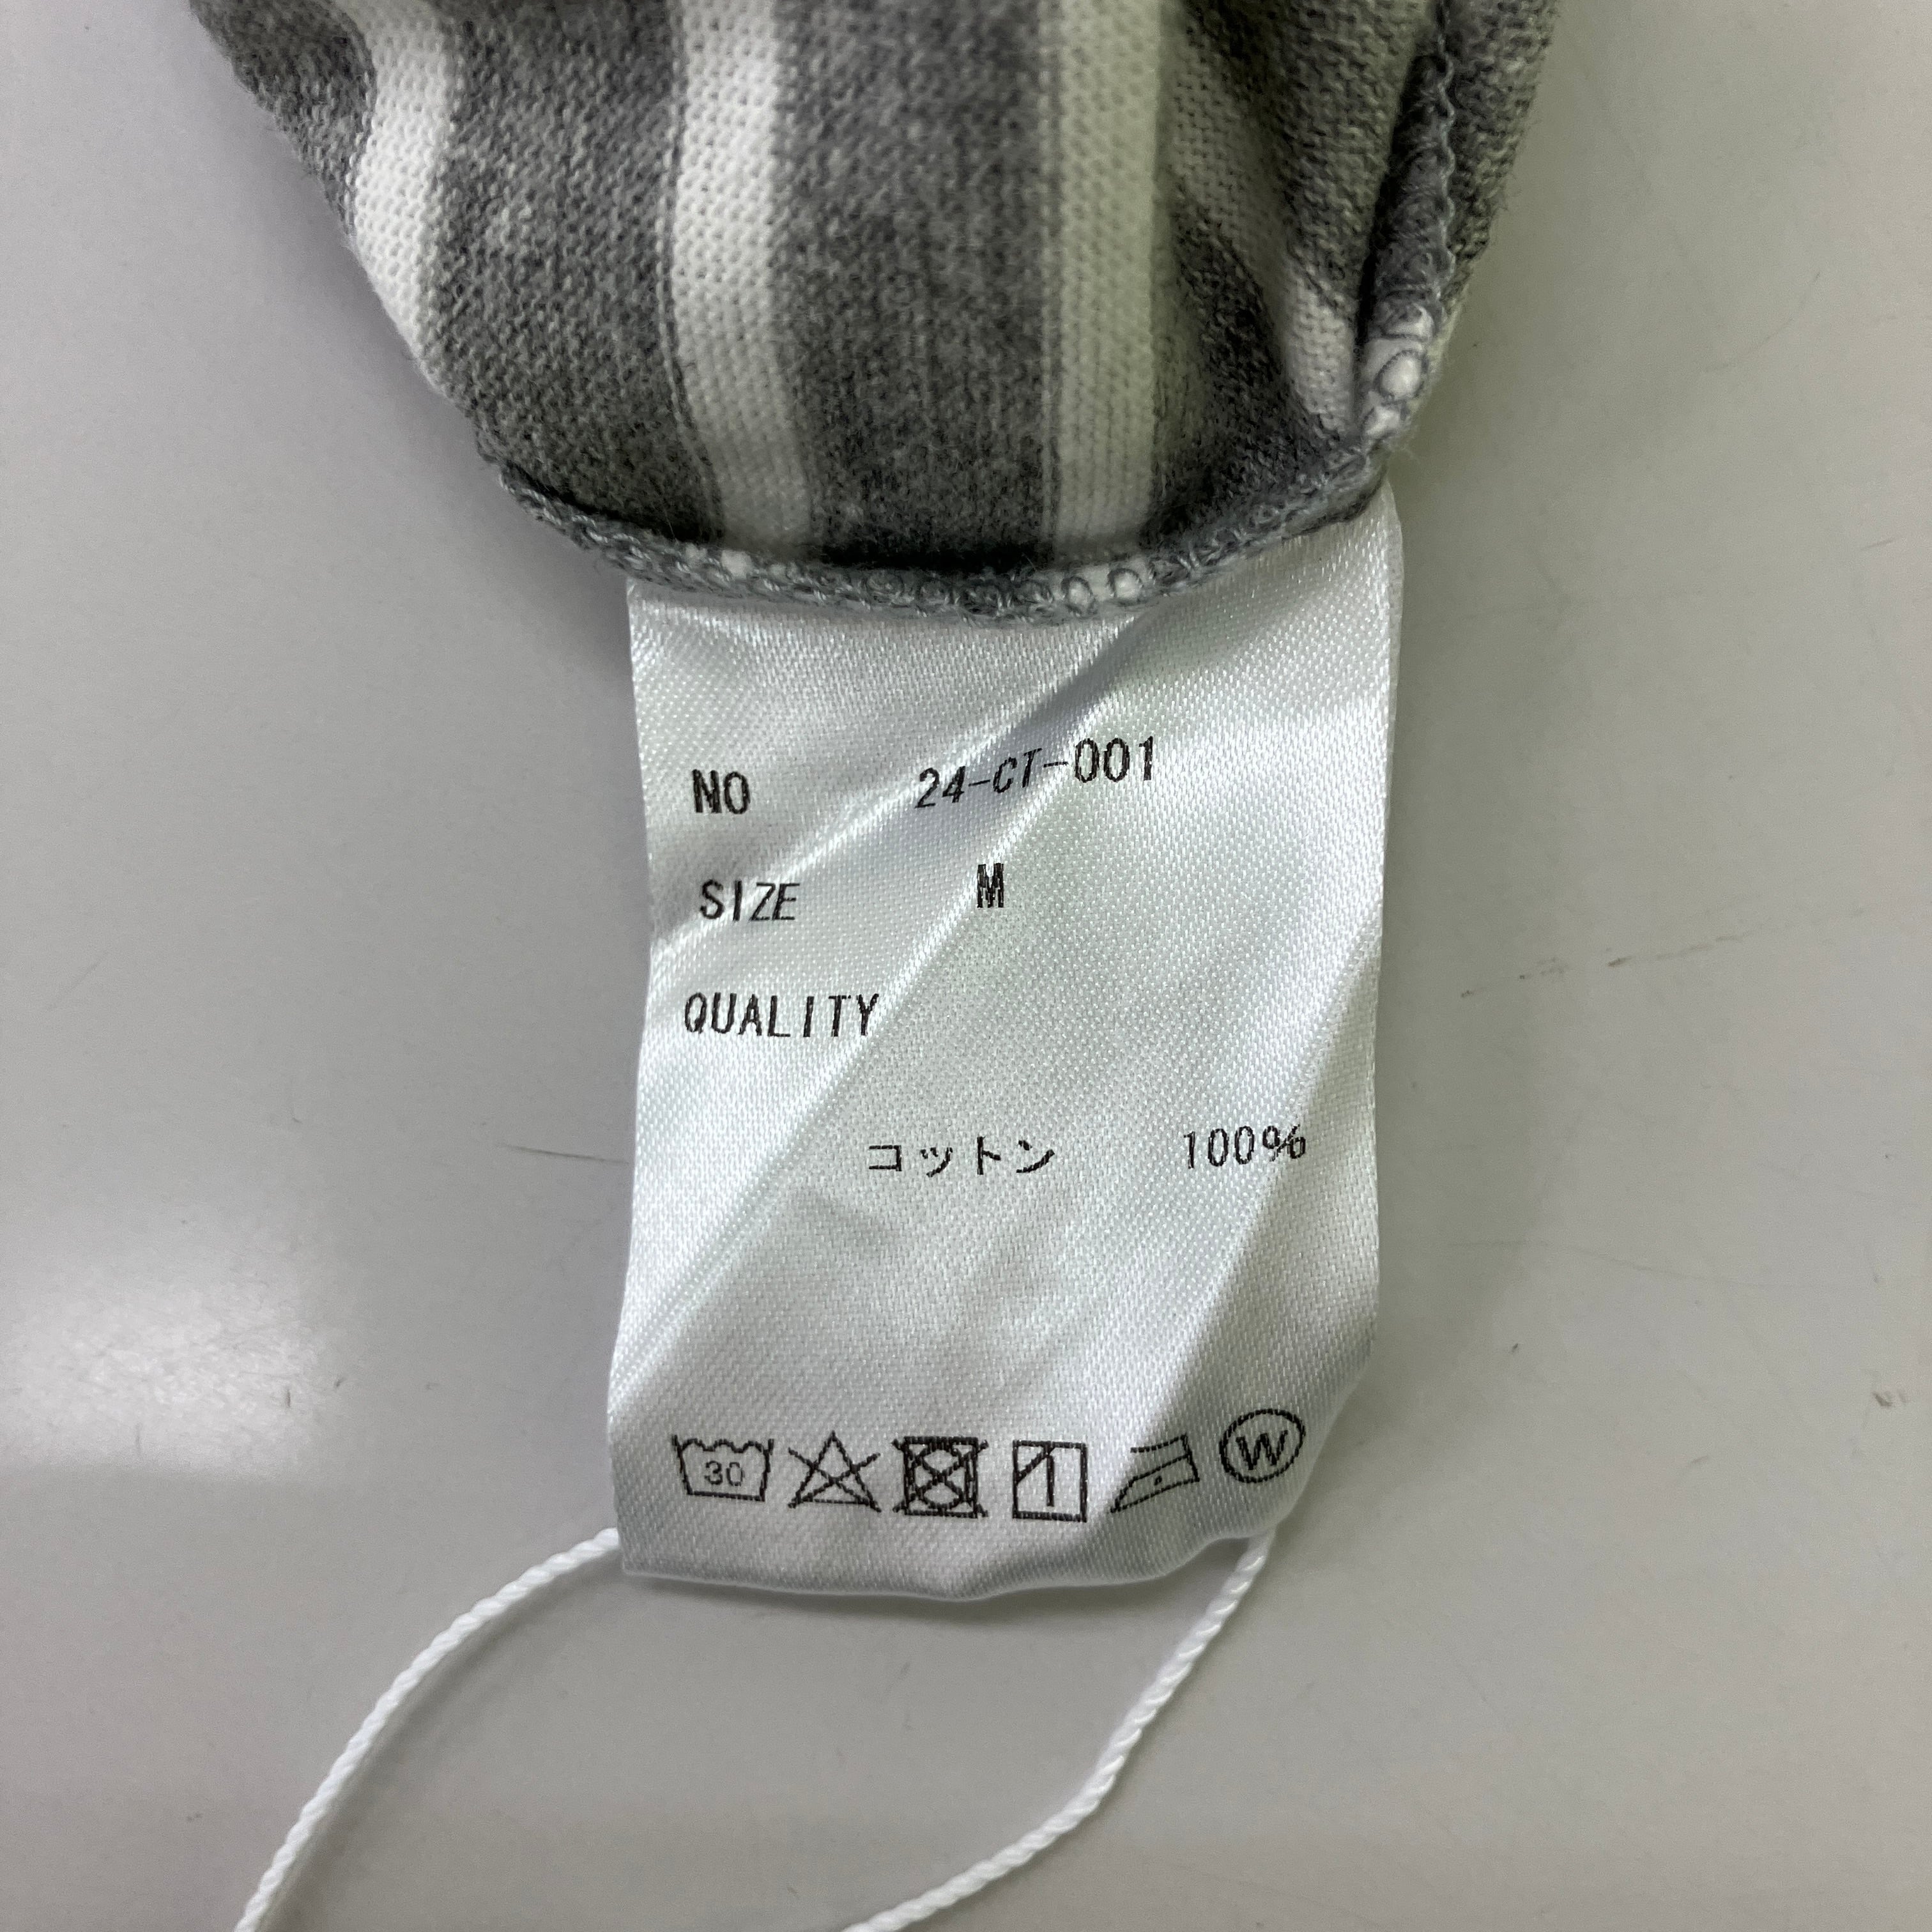 NO 24-CT-001
SIZE M
QUALITY
コットン 100%
30 W